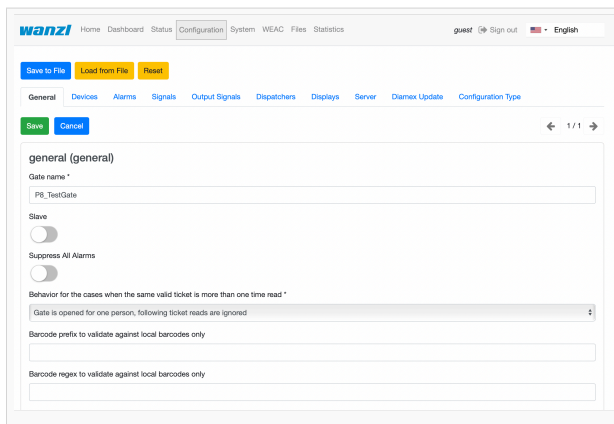 wanzl Home Dashboard Status Configuration System WEAC Files Statistics guest Sign out English
Save to File Load from File Reset
General Devices Alarms Signals Output Signals Dispatchers Displays Server Diamex Update Configuration Type
Save Cancel 1 / 1
general (general)
Gate name *
P8_TestGate
Slave
Suppress All Alarms
Behavior for the cases when the same valid ticket is more than one time read *
Gate is opened for one person, following ticket reads are ignored
Barcode prefix to validate against local barcodes only
Barcode regex to validate against local barcodes only